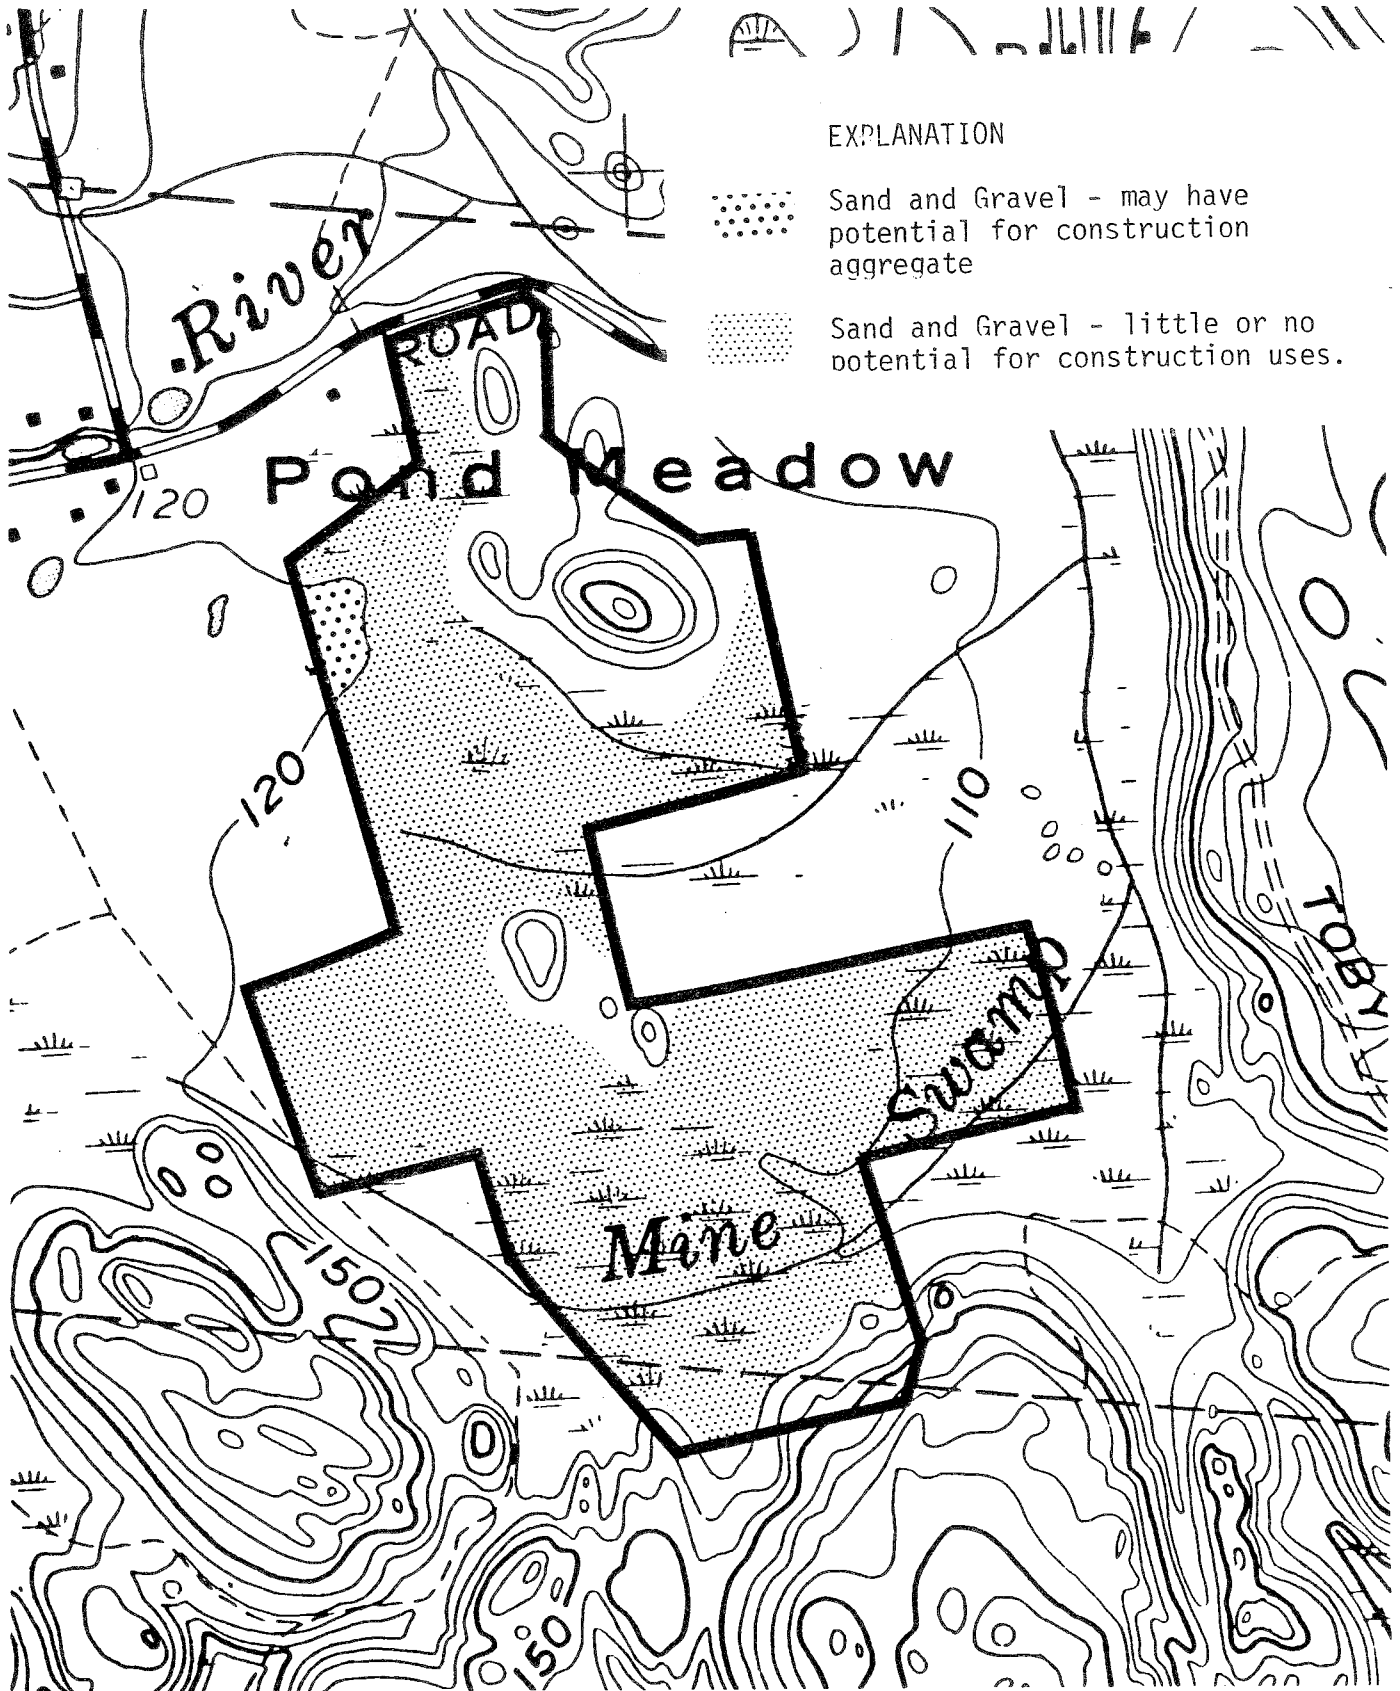 EXPLANATION
Sand and Gravel - may have
potential for construction
aggregate
Sand and Gravel - little or no
potential for construction uses.
River
ROAD
Pond Meadow
120
120
110
TOBY
Swamp
Mine
150
150